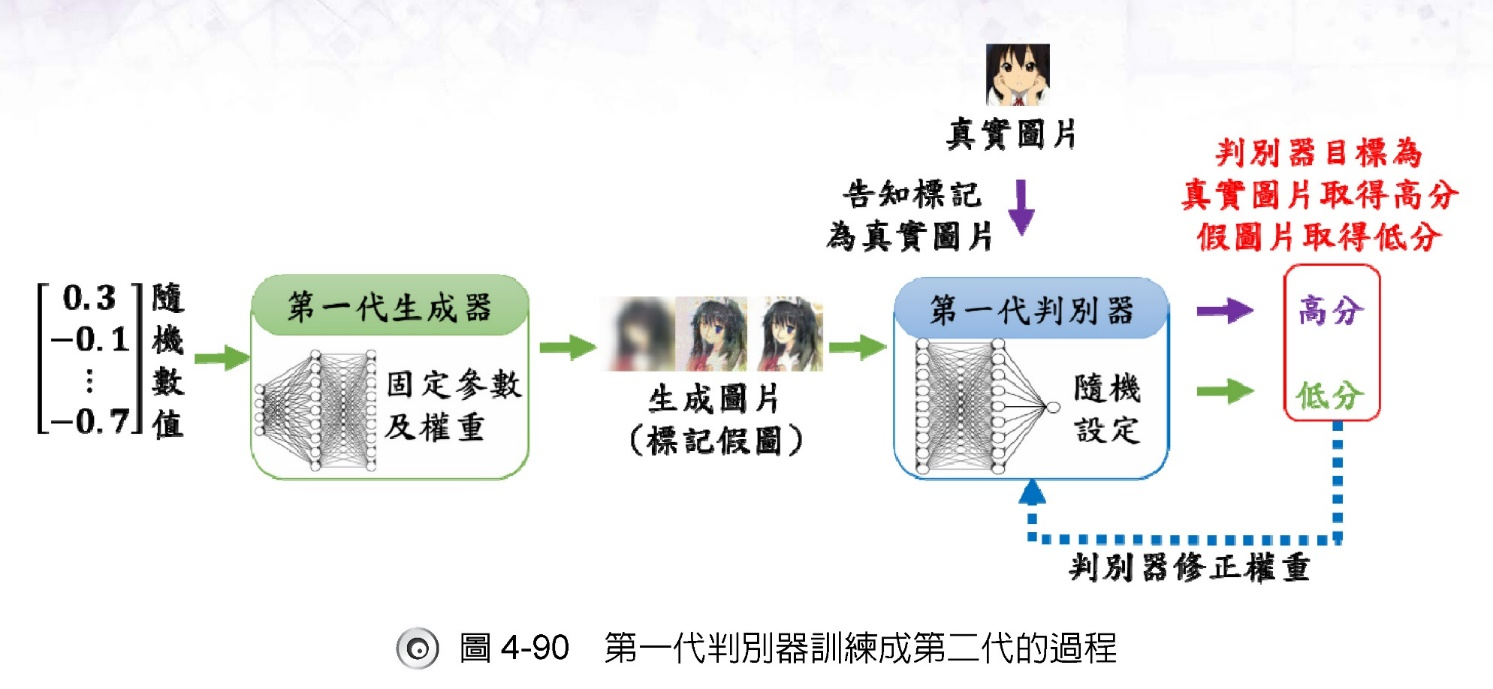 真實圖片
告知標記
為真實圖片
判別器目標為
真實圖片取得高分
假圖片取得低分
0.3
-0.1
⋮
-0.7
隨
機
數
值
第一代生成器
固定參數
及權重
生成圖片
(標記假圖)
第一代判別器
隨機
設定
高分
低分
判別器修正權重
圖 4-90 第一代判別器訓練成第二代的過程